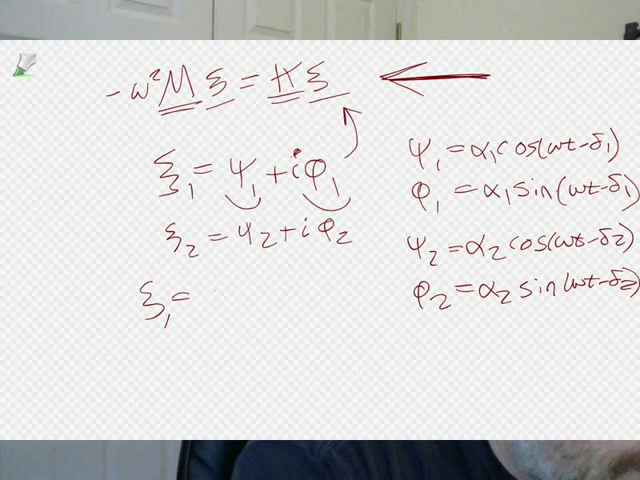 -ω²M ξ = K ξ
ξ₁ = ψ₁ + iφ₁
ξ₂ = ψ₂ + iφ₂
ξ₁ =
ψ₁ = α₁cos(ωt-δ₁)
φ₁ = α₁sin(ωt-δ₁)
ψ₂ = α₂cos(ωt-δ₂)
φ₂ = α₂sin(ωt-δ₂)